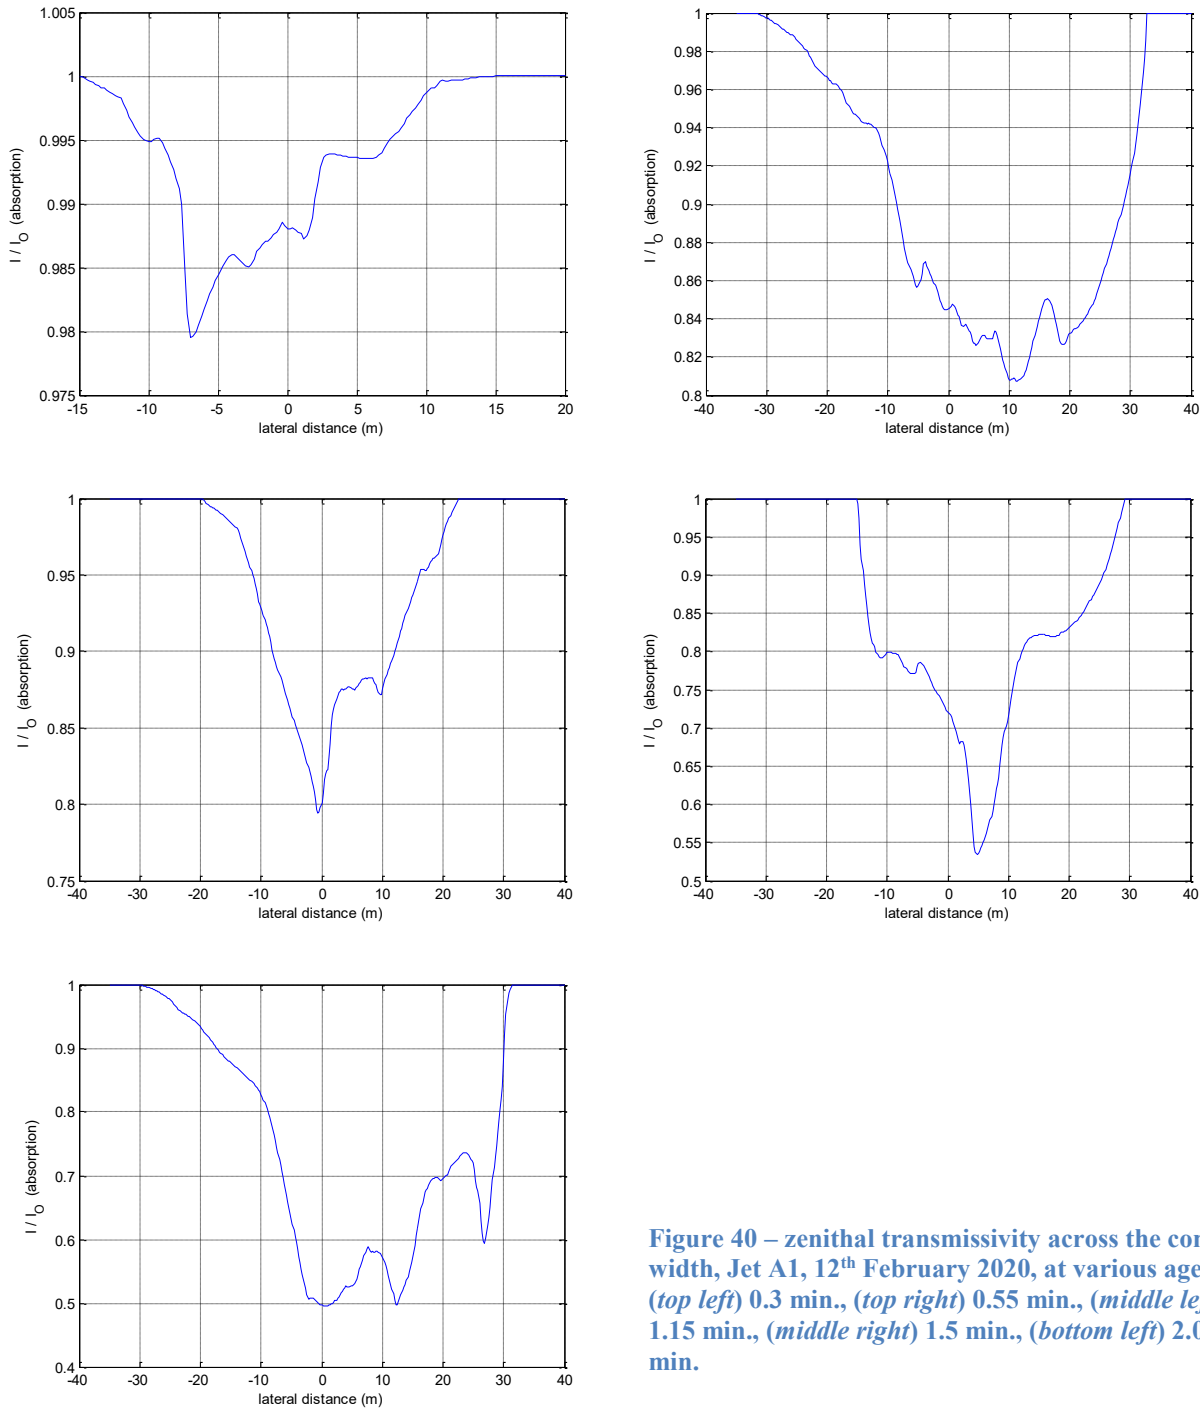 1.005
1
0.995
0.99
0.985
0.98
0.975
I / I_O (absorption)
-15 -10 -5 0 5 10 15 20
lateral distance (m)
1
0.98
0.96
0.94
0.92
0.9
0.88
0.86
0.84
0.82
0.8
I / I_O (absorption)
-40 -30 -20 -10 0 10 20 30 40
lateral distance (m)
1
0.95
0.9
0.85
0.8
0.75
I / I_O (absorption)
-40 -30 -20 -10 0 10 20 30 40
lateral distance (m)
1
0.95
0.9
0.85
0.8
0.75
0.7
0.65
0.6
0.55
0.5
I / I_O (absorption)
-40 -30 -20 -10 0 10 20 30 40
lateral distance (m)
1
0.9
0.8
0.7
0.6
0.5
0.4
I / I_O (absorption)
-40 -30 -20 -10 0 10 20 30 40
lateral distance (m)
Figure 40 – zenithal transmissivity across the
width, Jet A1, 12th February 2020, at various
(top left) 0.3 min., (top right) 0.55 min., (middle
1.15 min., (middle right) 1.5 min., (bottom left) 2.0
min.